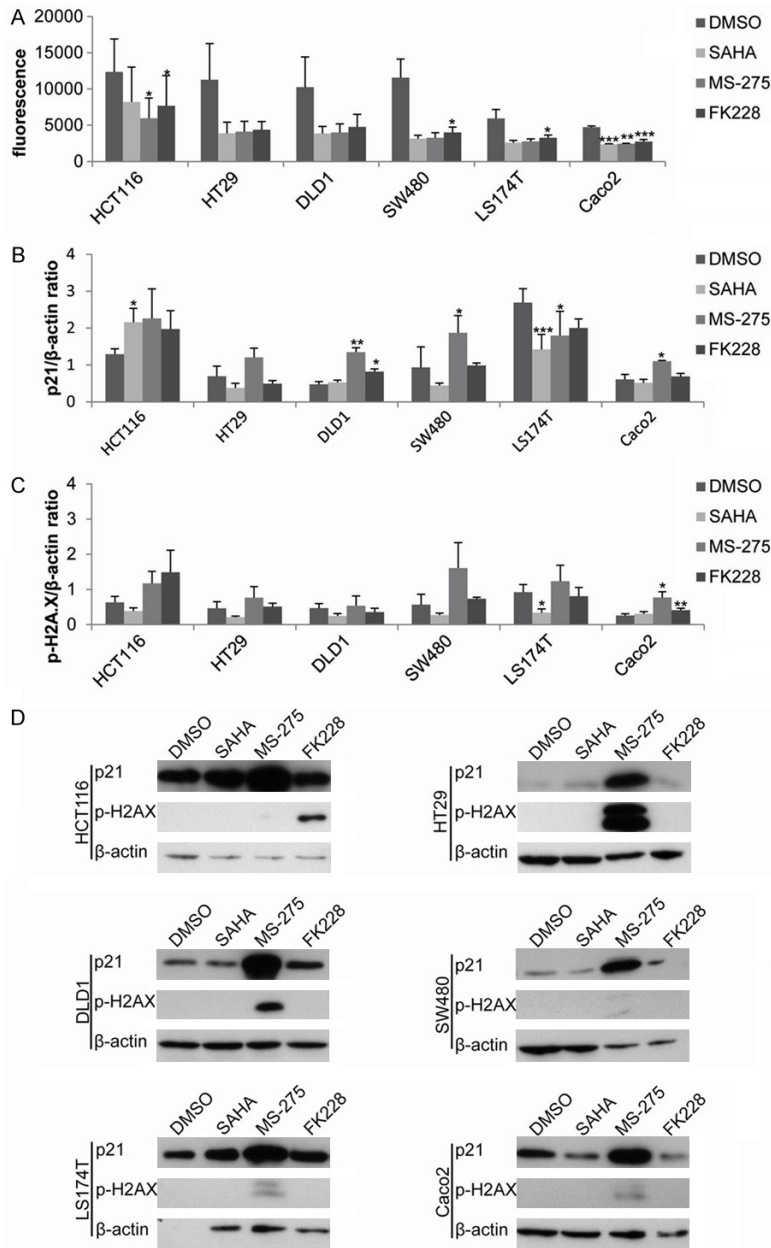 A
fluorescence
20000
15000
10000
5000
0
* *
*
*
*** ** ***
HCT116 HT29 DLD1 SW480 LS174T Caco2
DMSO
SAHA
MS-275
FK228
B
p21/β-actin ratio
4
3
2
1
0
*
** *
*
*** *
*
HCT116 HT29 DLD1 SW480 LS174T Caco2
DMSO
SAHA
MS-275
FK228
C
p-H2A.X/β-actin ratio
4
3
2
1
0
*
* **
HCT116 HT29 DLD1 SW480 LS174T Caco2
DMSO
SAHA
MS-275
FK228
D
DMSO SAHA MS-275 FK228
HCT116
p21
p-H2AX
β-actin
DMSO SAHA MS-275 FK228
HT29
p21
p-H2AX
β-actin
DMSO SAHA MS-275 FK228
DLD1
p21
p-H2AX
β-actin
DMSO SAHA MS-275 FK228
SW480
p21
p-H2AX
β-actin
DMSO SAHA MS-275 FK228
LS174T
p21
p-H2AX
β-actin
DMSO SAHA MS-275 FK228
Caco2
p21
p-H2AX
β-actin